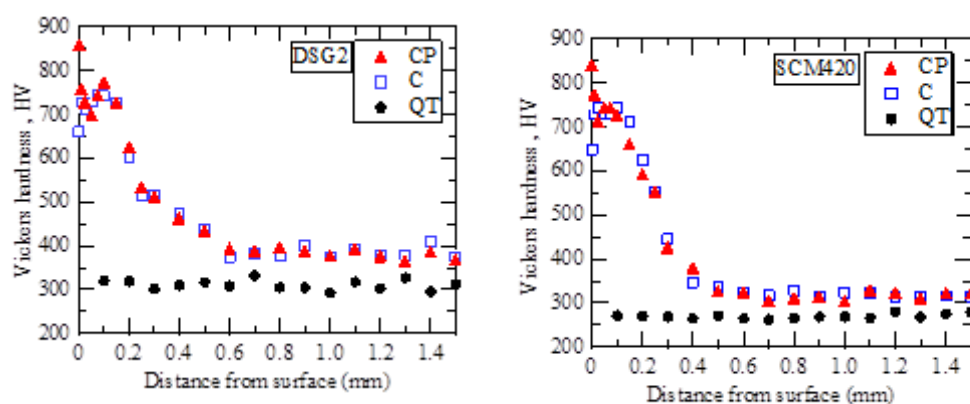 900
800
700
600
500
400
300
200
Vickers hardness , HV
DSG2
CP
C
QT
0 0.2 0.4 0.6 0.8 1.0 1.2 1.4
Distance from surface (mm)
900
800
700
600
500
400
300
200
Vickers hardness, HV
SCM420
CP
C
QT
0 0.2 0.4 0.6 0.8 1.0 1.2 1.4
Distance from surface (mm)